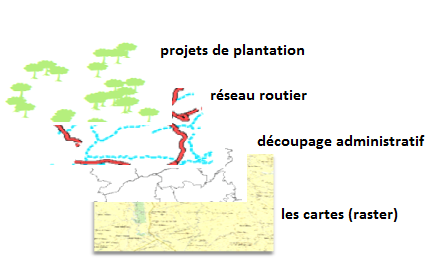 projets de plantation
réseau routier
découpage administratif
les cartes (raster)